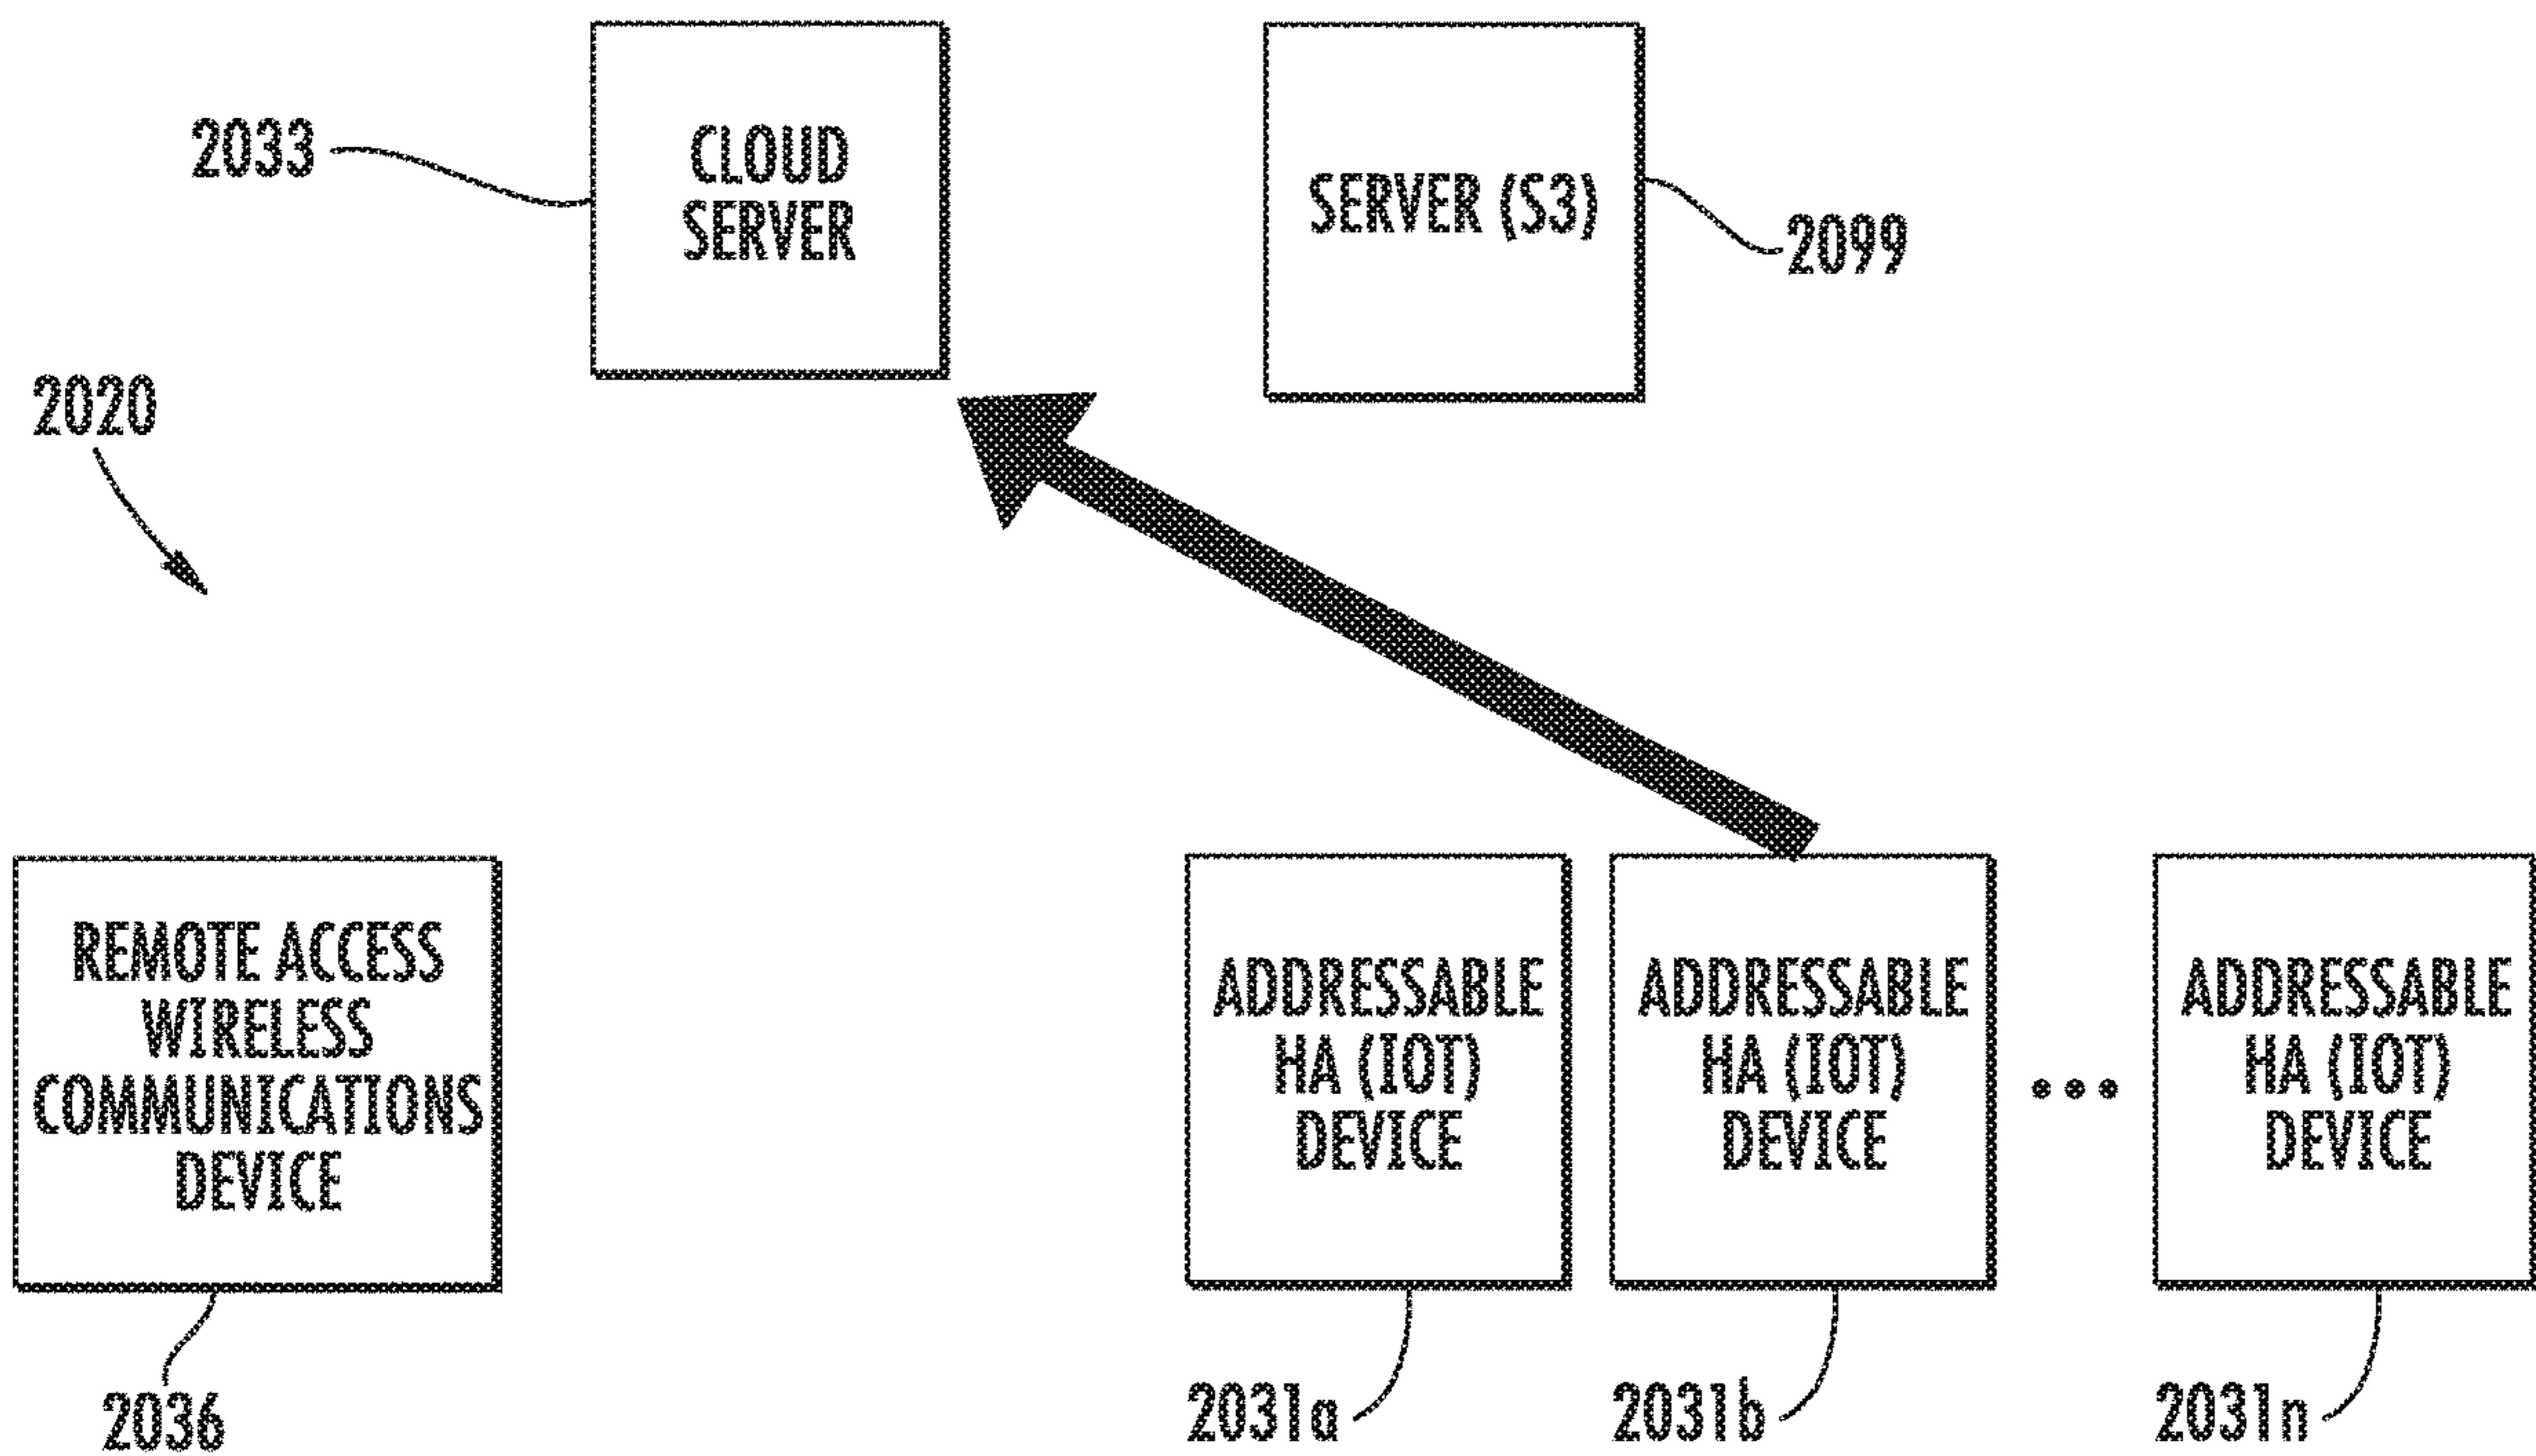 2033
CLOUD
SERVER
SERVER (S3)
2099
2020
REMOTE ACCESS
WIRELESS
COMMUNICATIONS
DEVICE
2036
ADDRESSABLE
HA (IOT)
DEVICE
2031a
ADDRESSABLE
HA (IOT)
DEVICE
2031b
•••
ADDRESSABLE
HA (IOT)
DEVICE
2031n